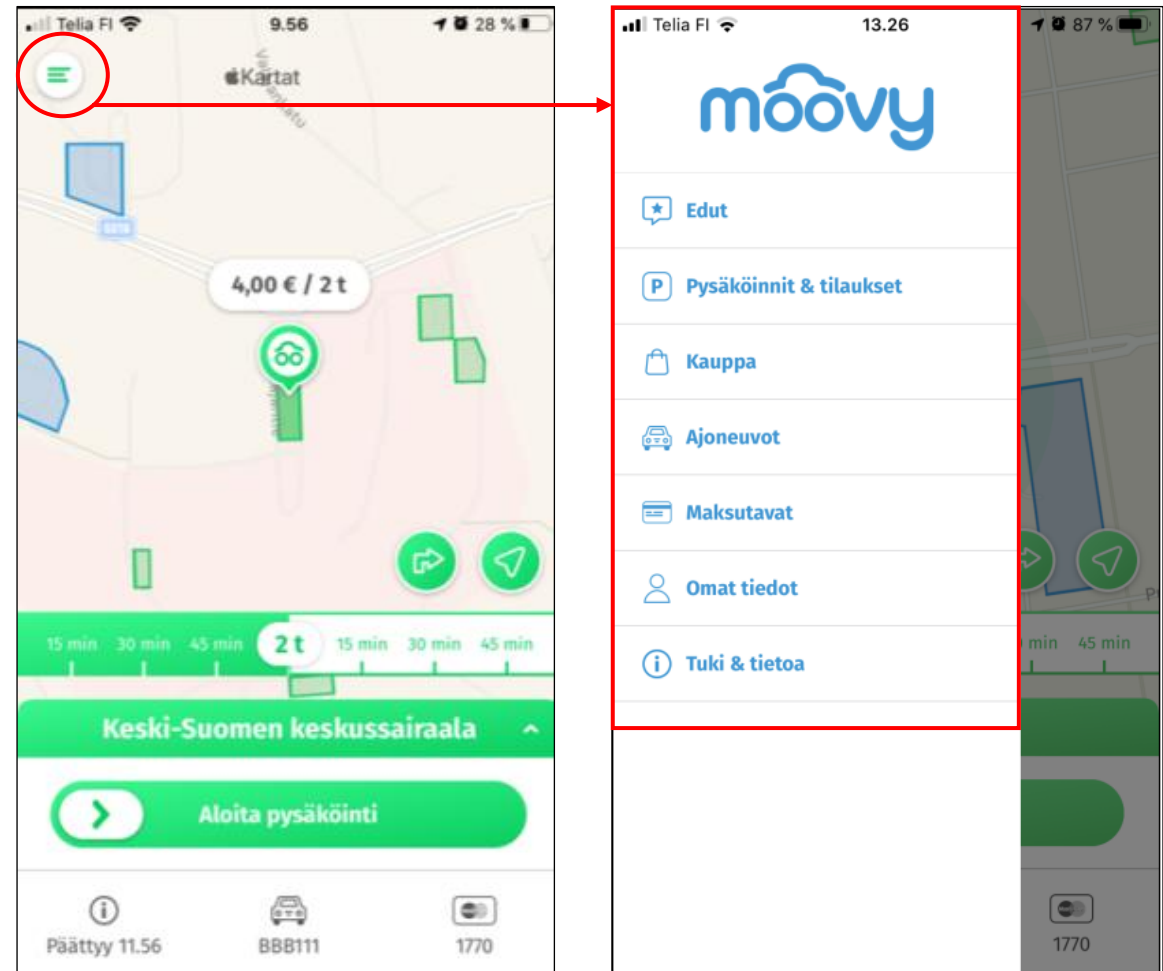 Telia FI 9.56 28 %
Kartat
4,00 € / 2 t
15 min 30 min 45 min 2 t 15 min 30 min 45 min
Keski-Suomen keskussairaala
Aloita pysäköinti
Päättyy 11.56 BBB111 1770
Telia FI 13.26 87 %
moovy
Edut
P Pysäköinnit & tilaukset
Kauppa
Ajoneuvot
Maksutavat
Omat tiedot
Tuki & tietoa
min 45 min
1770